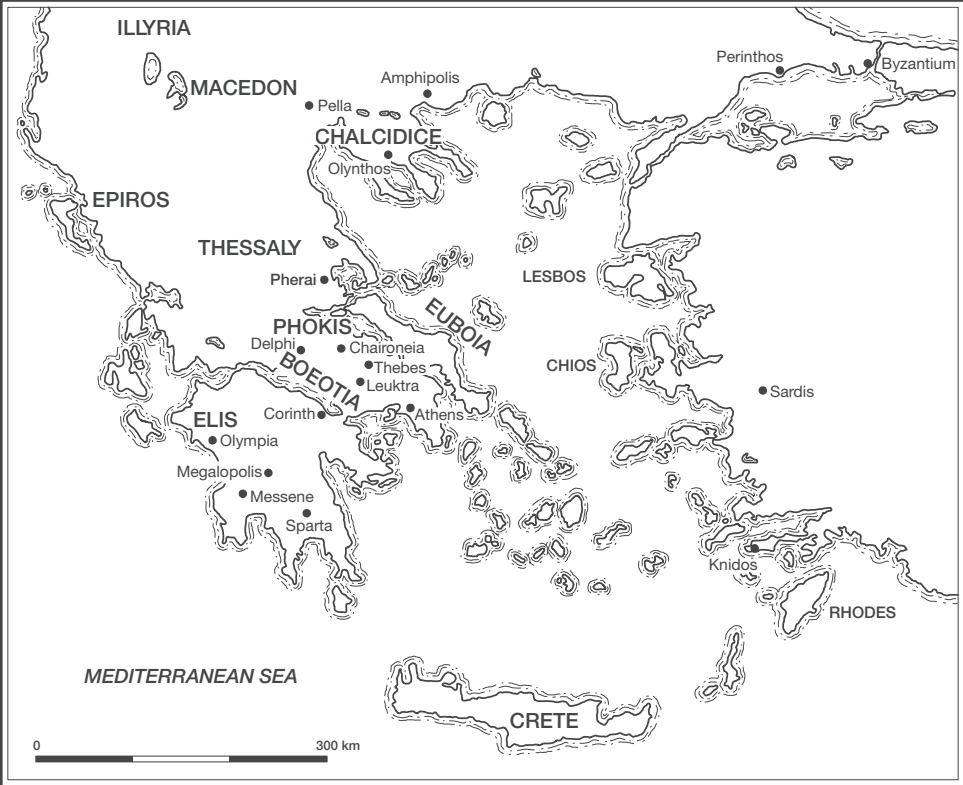 ILLYRIA
Perinthos
Byzantium
Amphipolis
MACEDON
Pella
CHALCIDICE
Olynthos
EPIROS
THESSALY
Pherai
LESBOS
EUBOIA
PHOKIS
Delphi
Chaironeia
BOEOTIA
Thebes
CHIOS
Leuktra
Sardis
Corinth
Athens
ELIS
Olympia
Megalopolis
Messene
Sparta
Knidos
RHODES
MEDITERRANEAN SEA
CRETE
0
300 km